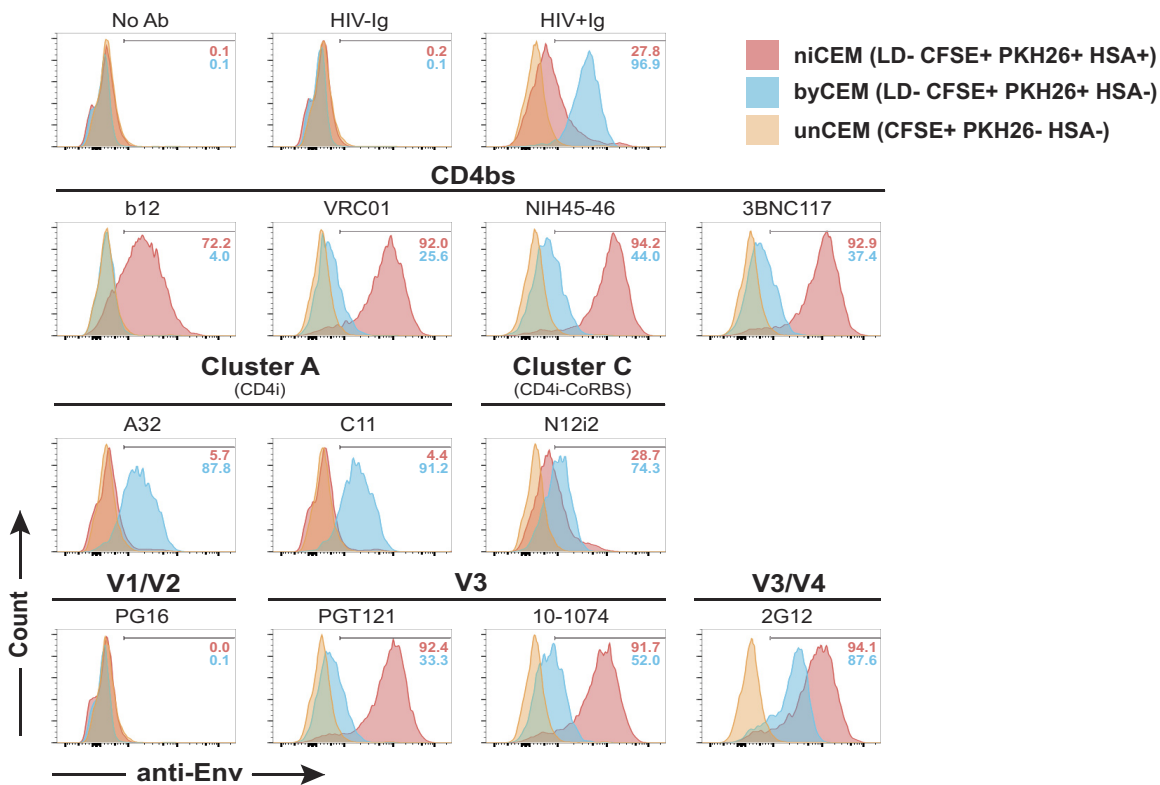 No Ab
HIV-Ig
HIV+Ig
0.1
0.1
0.2
0.1
27.8
96.9
niCEM (LD- CFSE+ PKH26+ HSA+)
byCEM (LD- CFSE+ PKH26+ HSA-)
unCEM (CFSE+ PKH26- HSA-)
CD4bs
b12
VRC01
NIH45-46
3BNC117
72.2
4.0
92.0
25.6
94.2
44.0
92.9
37.4
Cluster A
(CD4i)
Cluster C
(CD4i-CoRBS)
A32
C11
N12i2
5.7
87.8
4.4
91.2
28.7
74.3
V1/V2
V3
V3/V4
PG16
PGT121
10-1074
2G12
0.0
0.1
92.4
33.3
91.7
52.0
94.1
87.6
Count
anti-Env